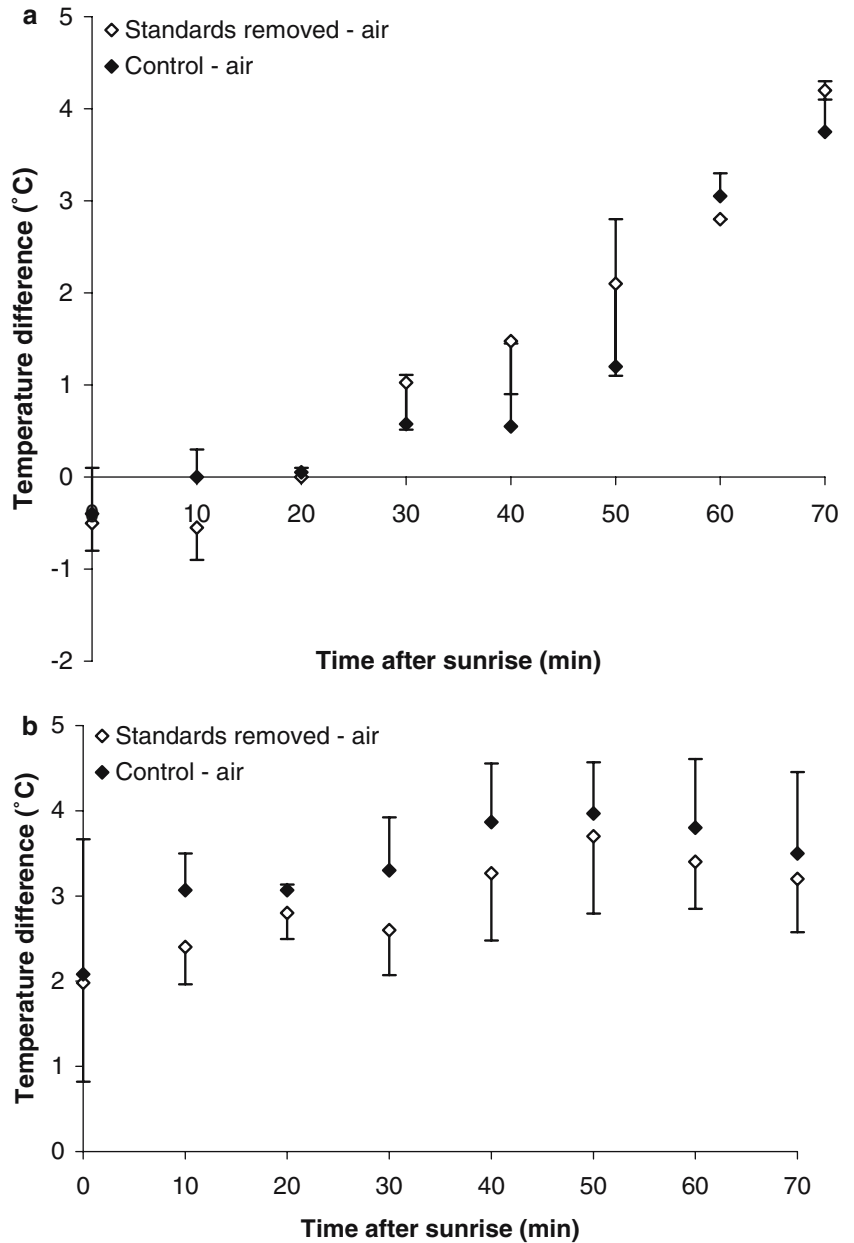 a
Standards removed - air
Control - air
5
4
3
2
1
0
-1
-2
10 20 30 40 50 60 70
0
Temperature difference (˚C)
Time after sunrise (min)
b
Standards removed - air
Control - air
5
4
3
2
1
0
0 10 20 30 40 50 60 70
Temperature difference (˚C)
Time after sunrise (min)